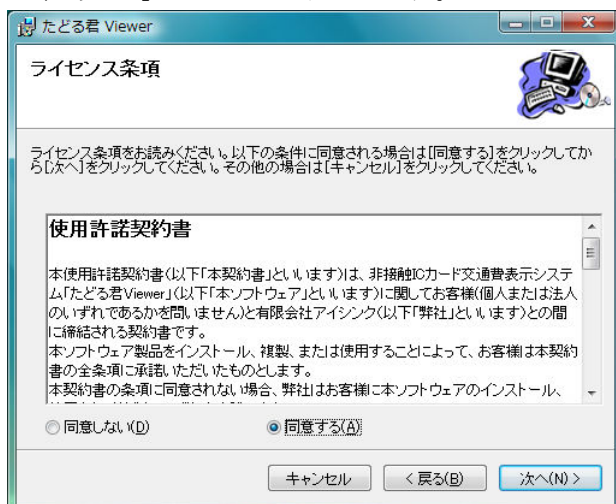 たどる君 Viewer
ライセンス条項
ライセンス条項をお読みください。以下の条件に同意される場合は[同意する]をクリックしてか
ら[次へ]をクリックしてください。その他の場合は[キャンセル]をクリックしてください。
使用許諾契約書
本使用許諾契約書(以下「本契約書」といいます)は、非接触ICカード交通費表示システ
ム「たどる君Viewer」(以下「本ソフトウェア」といいます)に関してお客様(個人または法人
のいずれであるかを問いません)と有限会社アイシンク(以下「弊社」といいます)との間
に締結される契約書です。
本ソフトウェア製品をインストール、複製、または使用することによって、お客様は本契約
書の全条項に承諾いただいたものとします。
本契約書の条項に同意されない場合、弊社はお客様に本ソフトウェアのインストール、
同意しない(D)
同意する(A)
キャンセル
< 戻る(B)
次へ(N) >